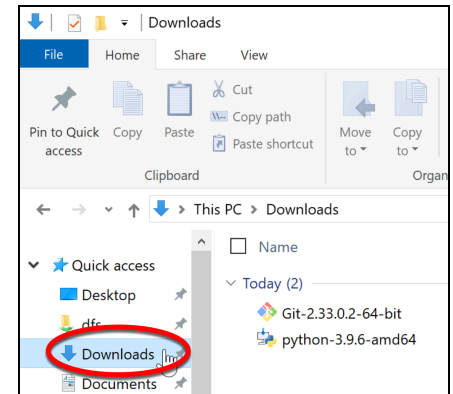 Downloads
File Home Share View
Pin to Quick access
Copy
Paste
Cut
Copy path
Paste shortcut
Move to
Copy to
Clipboard
Organ
This PC > Downloads
Name
Quick access
Today (2)
Desktop
Git-2.33.0.2-64-bit
dfs
python-3.9.6-amd64
Downloads
Documents